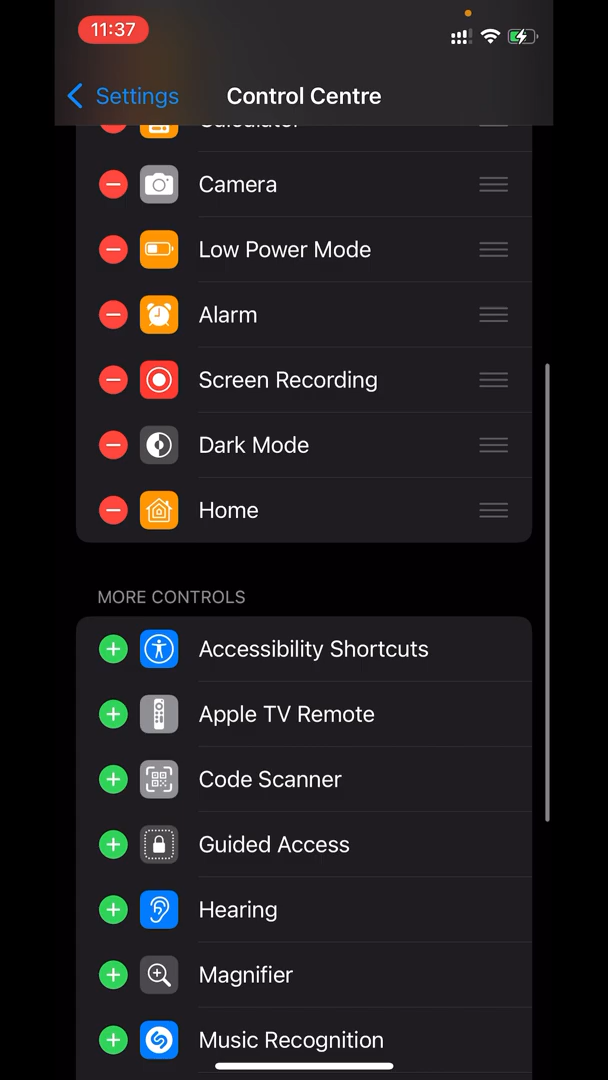 11:37
Settings
Control Centre
Calculator
Camera
Low Power Mode
Alarm
Screen Recording
Dark Mode
Home
MORE CONTROLS
Accessibility Shortcuts
Apple TV Remote
Code Scanner
Guided Access
Hearing
Magnifier
Music Recognition